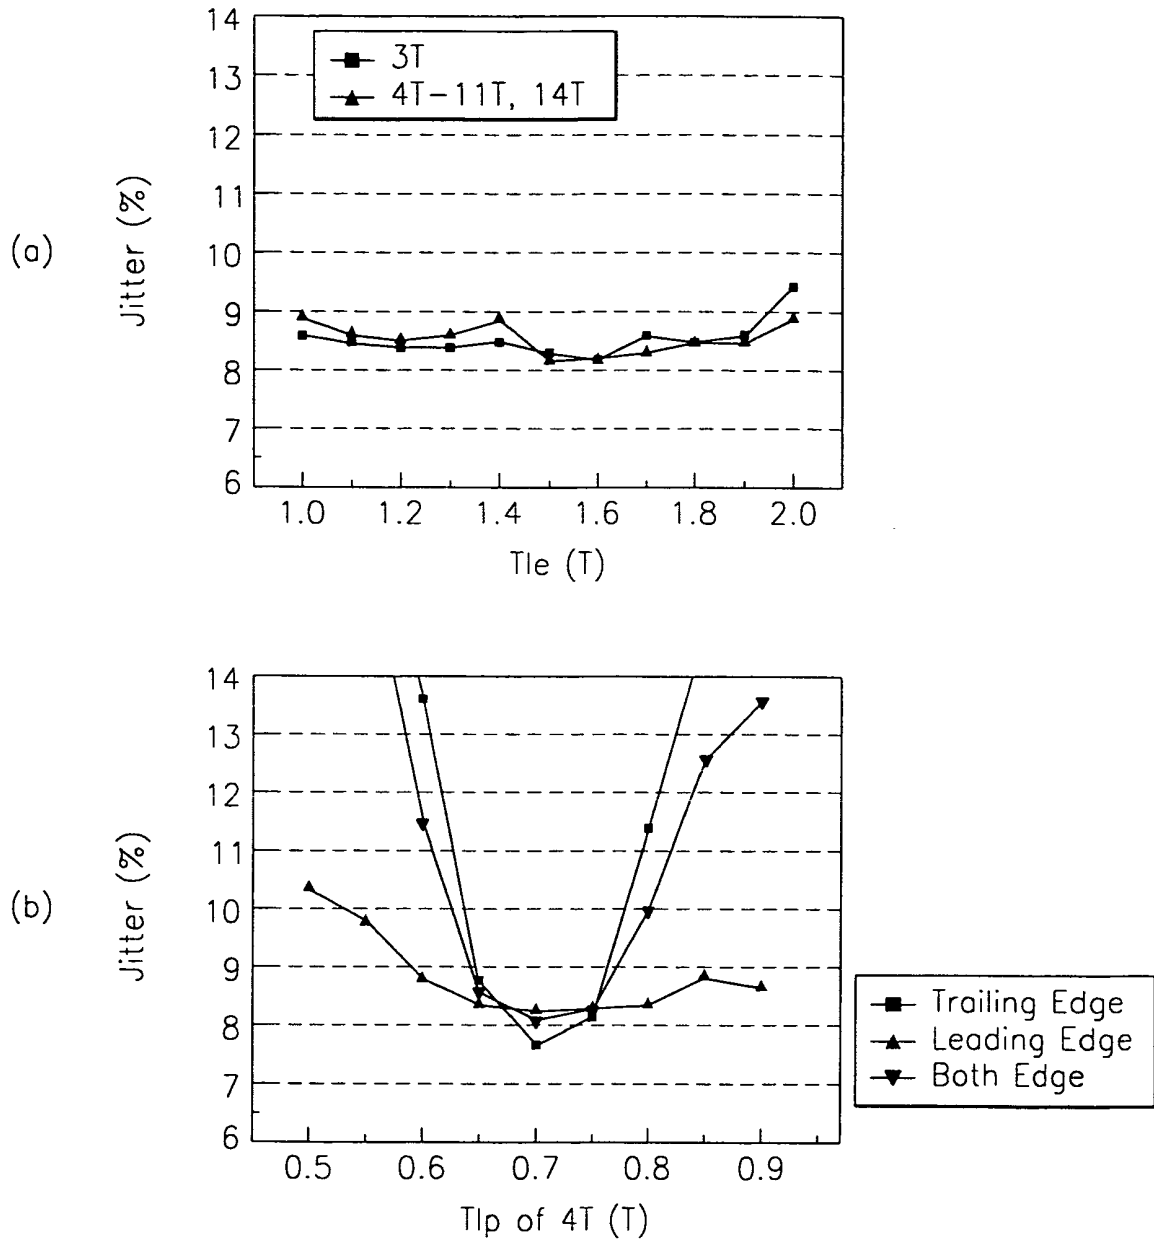 (a)
Jitter (%)
14
13
12
11
10
9
8
7
6
3T
4T-11T, 14T
1.0 1.2 1.4 1.6 1.8 2.0
Tle (T)
(b)
Jitter (%)
14
13
12
11
10
9
8
7
6
0.5 0.6 0.7 0.8 0.9
Tlp of 4T (T)
Trailing Edge
Leading Edge
Both Edge